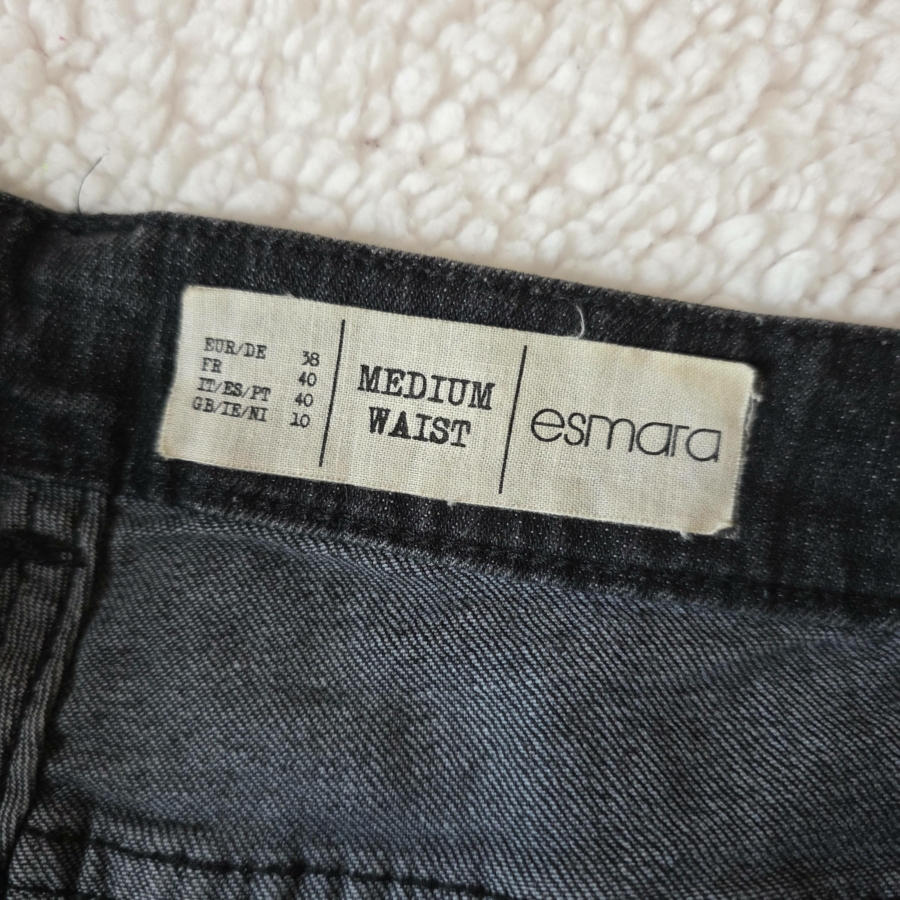 EUR/DE 38
FR 40
IT/ES/PT 40
GB/IE/NI 10
MEDIUM
WAIST
esmara